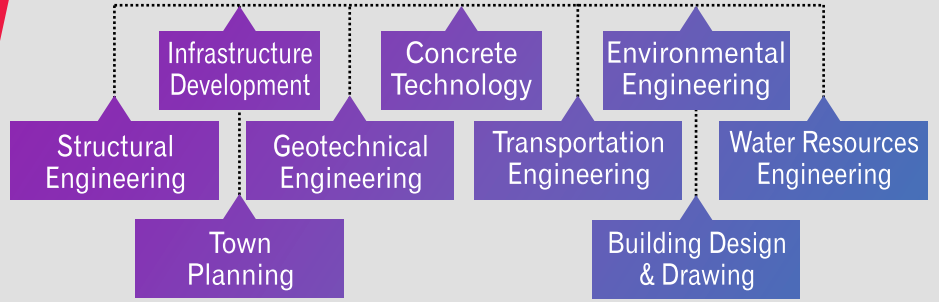 Infrastructure
Development
Concrete
Technology
Environmental
Engineering
Structural
Engineering
Geotechnical
Engineering
Transportation
Engineering
Water Resources
Engineering
Town
Planning
Building Design
& Drawing